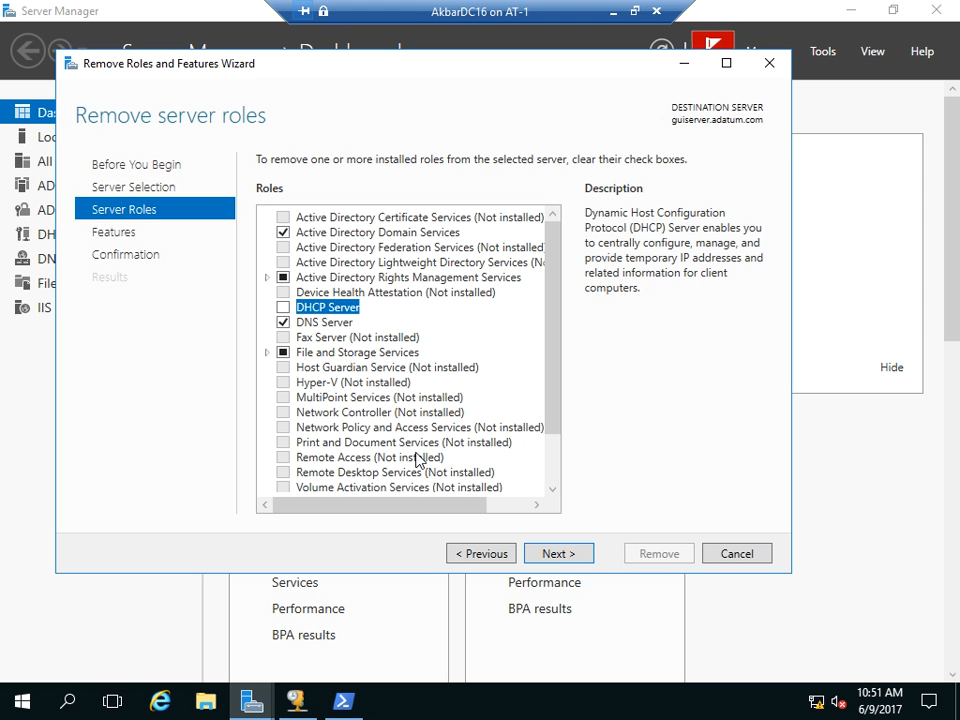 Server Manager
AkbarDC16 on AT-1
Tools
View
Help
Remove Roles and Features Wizard
Remove server roles
DESTINATION SERVER
guiserver.adatum.com
Before You Begin
Server Selection
Server Roles
Features
Confirmation
Results
To remove one or more installed roles from the selected server, clear their check boxes.
Roles
Active Directory Certificate Services (Not installed)
Active Directory Domain Services
Active Directory Federation Services (Not installed
Active Directory Lightweight Directory Services (N
Active Directory Rights Management Services
Device Health Attestation (Not installed)
DHCP Server
DNS Server
Fax Server (Not installed)
File and Storage Services
Host Guardian Service (Not installed)
Hyper-V (Not installed)
MultiPoint Services (Not installed)
Network Controller (Not installed)
Network Policy and Access Services (Not installed)
Print and Document Services (Not installed)
Remote Access (Not installed)
Remote Desktop Services (Not installed)
Volume Activation Services (Not installed)
Description
Dynamic Host Configuration
Protocol (DHCP) Server enables you
to centrally configure, manage, and
provide temporary IP addresses and
related information for client
computers.
< Previous
Next >
Remove
Cancel
Da
Loc
All
AD
AD
DH
DN
File
IIS
Hide
Services
Performance
BPA results
Performance
BPA results
10:51 AM
6/9/2017